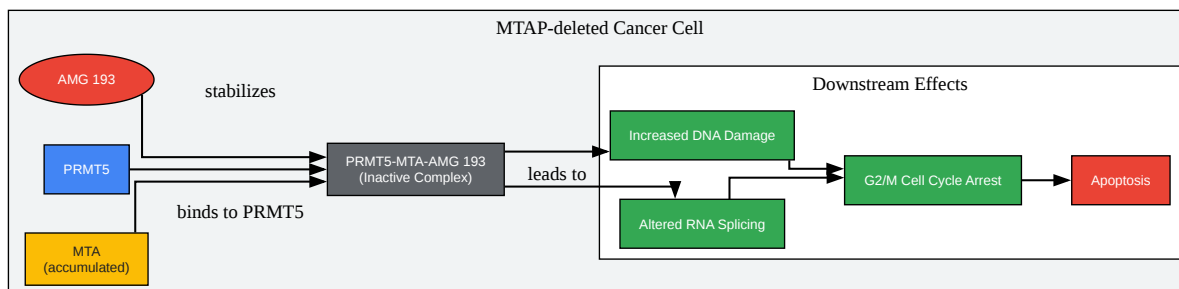 MTAP-deleted Cancer Cell
AMG 193
stabilizes
PRMT5
binds to PRMT5
MTA
(accumulated)
PRMT5-MTA-AMG 193
(Inactive Complex)
leads to
Downstream Effects
Increased DNA Damage
Altered RNA Splicing
G2/M Cell Cycle Arrest
Apoptosis